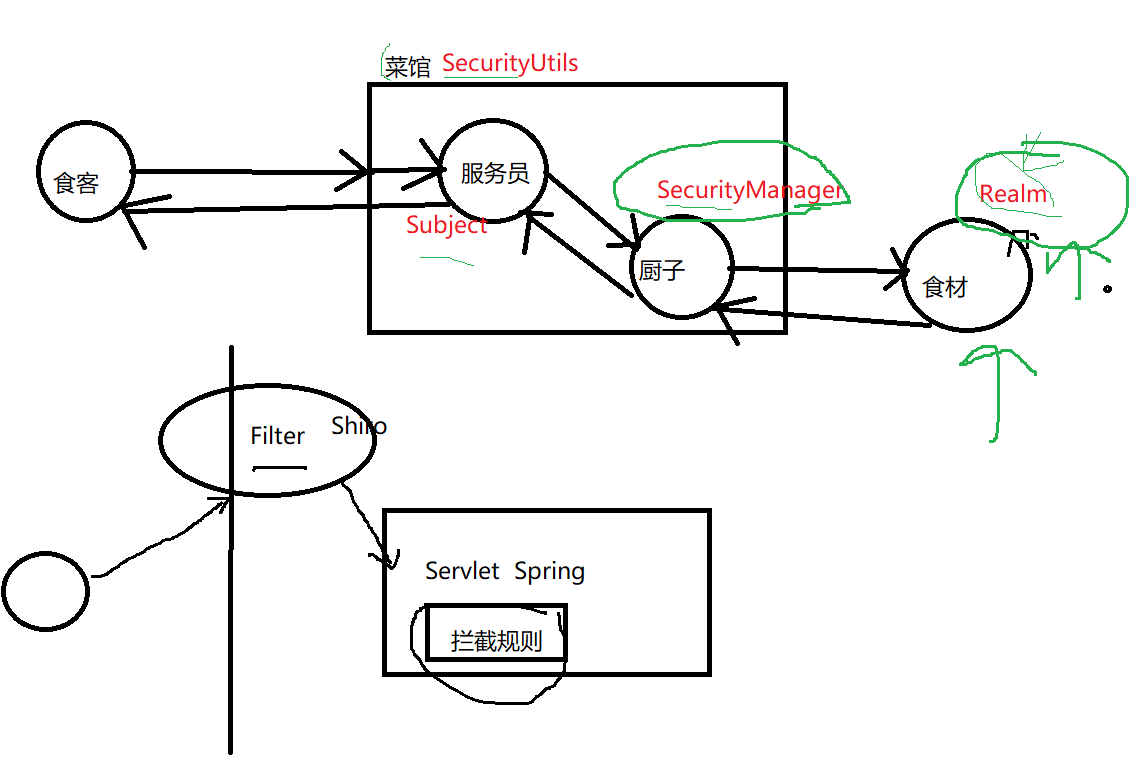 菜馆 SecurityUtils
食客
服务员
Subject
SecurityManager
厨子
Realm
食材
Filter Shiro
Servlet Spring
拦截规则